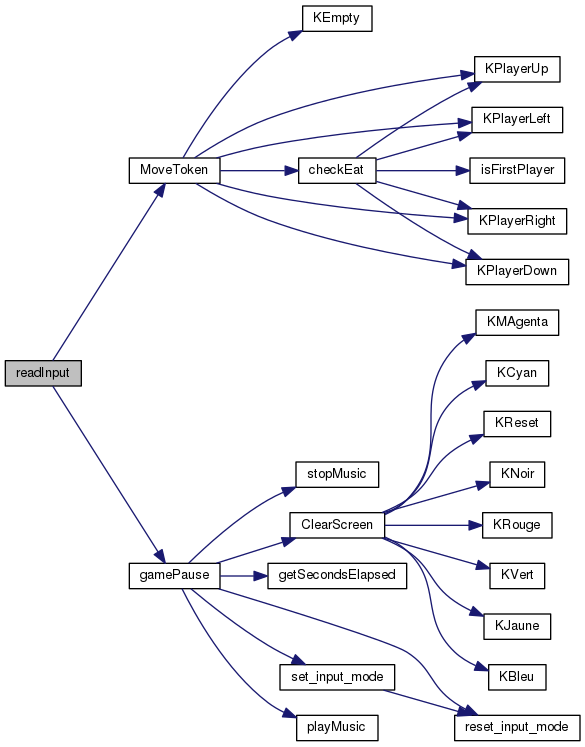 KEmpty
KPlayerUp
KPlayerLeft
MoveToken
checkEat
isFirstPlayer
KPlayerRight
KPlayerDown
KMAgenta
readInput
KCyan
KReset
stopMusic
KNoir
ClearScreen
KRouge
gamePause
getSecondsElapsed
KVert
KJaune
set_input_mode
KBleu
playMusic
reset_input_mode